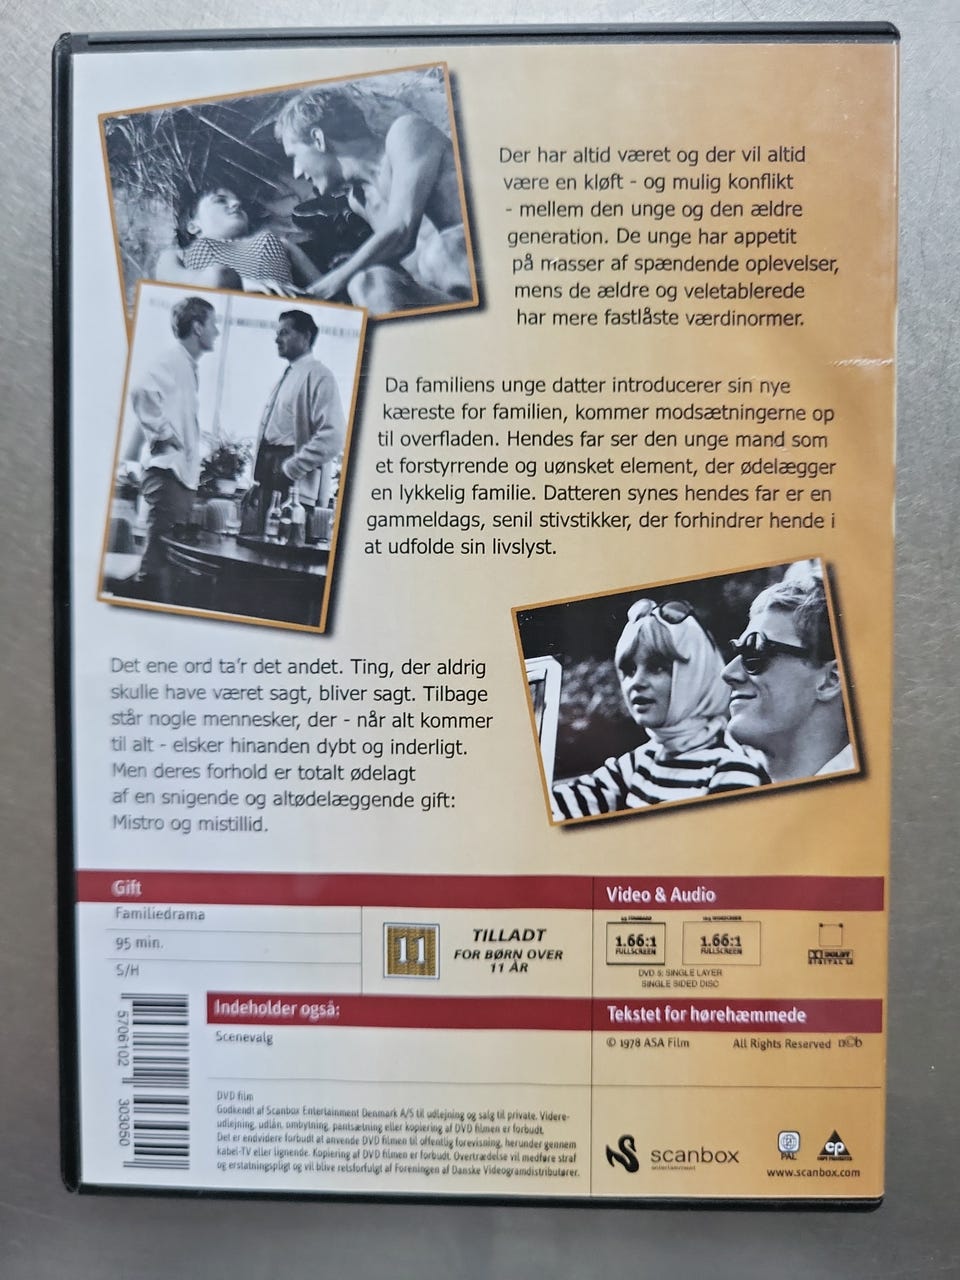 Der har altid været og der vil altid
være en kløft - og mulig konflikt
- mellem den unge og den ældre
generation. De unge har appetit
på masser af spændende oplevelser,
mens de ældre og veletablerede
har mere fastlåste værdinormer.
Da familiens unge datter introducerer sin nye
kæreste for familien, kommer modsætningerne op
til overfladen. Hendes far ser den unge mand som
et forstyrrende og uønsket element, der ødelægger
en lykkelig familie. Datteren synes hendes far er en
gammeldags, senil stivstikker, der forhindrer hende i
at udfolde sin livslyst.
Det ene ord ta'r det andet. Ting, der aldrig
skulle have været sagt, bliver sagt. Tilbage
står nogle mennesker, der - når alt kommer
til alt - elsker hinanden dybt og inderligt.
Men deres forhold er totalt ødelagt
af en snigende og altødelæggende gift:
Mistro og mistillid.
Gift
Familiedrama
95 min.
S/H
11
TILLADT
FOR BØRN OVER
11 ÅR
Video & Audio
1.66:1
FULLSCREEN
1.66:1
FULLSCREEN
DVD 5: SINGLE LAYER
SINGLE SIDED DISC
DOLBY
DIGITAL
Indeholder også:
Scenevalg
Tekstet for hørehæmmede
© 1978 ASA Film All Rights Reserved ncb
DVD film
Godkendt af Scanbox Entertainment Denmark A/S til udlejning og salg til private. Videre-
udlejning, udlån, ombytning, pantsætning eller kopiering af DVD filmen er forbudt.
Det er endvidere forbudt at anvende DVD filmen til offentlig forevisning, herunder gennem
kabel-TV eller lignende. Kopiering af DVD filmen er forbudt. Overtrædelse vil medføre straf
og erstatningspligt og vil blive retsforfulgt af Foreningen af Danske Videogramdistributører.
5706102 303050
scanbox
entertainment
PAL
CP
COPY PROTECTED
www.scanbox.com